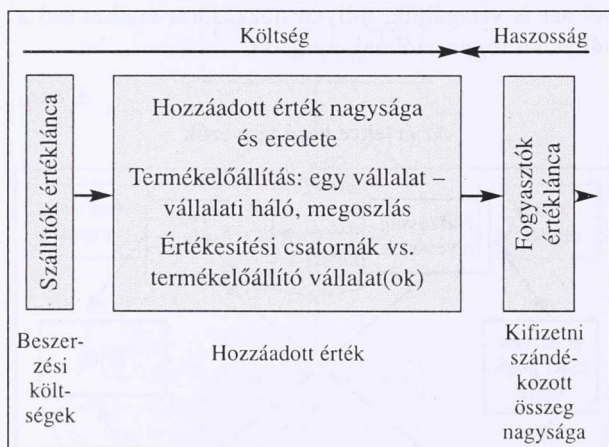 Költség
Haszosság
Szállítók értéklánca
Hozzáadott érték nagysága
és eredete
Termékelőállítás: egy vállalat –
vállalati háló, megoszlás
Értékesítési csatornák vs.
termékelőállító vállalat(ok)
Fogyasztók
értéklánca
Beszer-
zési
költ-
ségek
Hozzáadott érték
Kifizetni
szándé-
kozott
összeg
nagysága